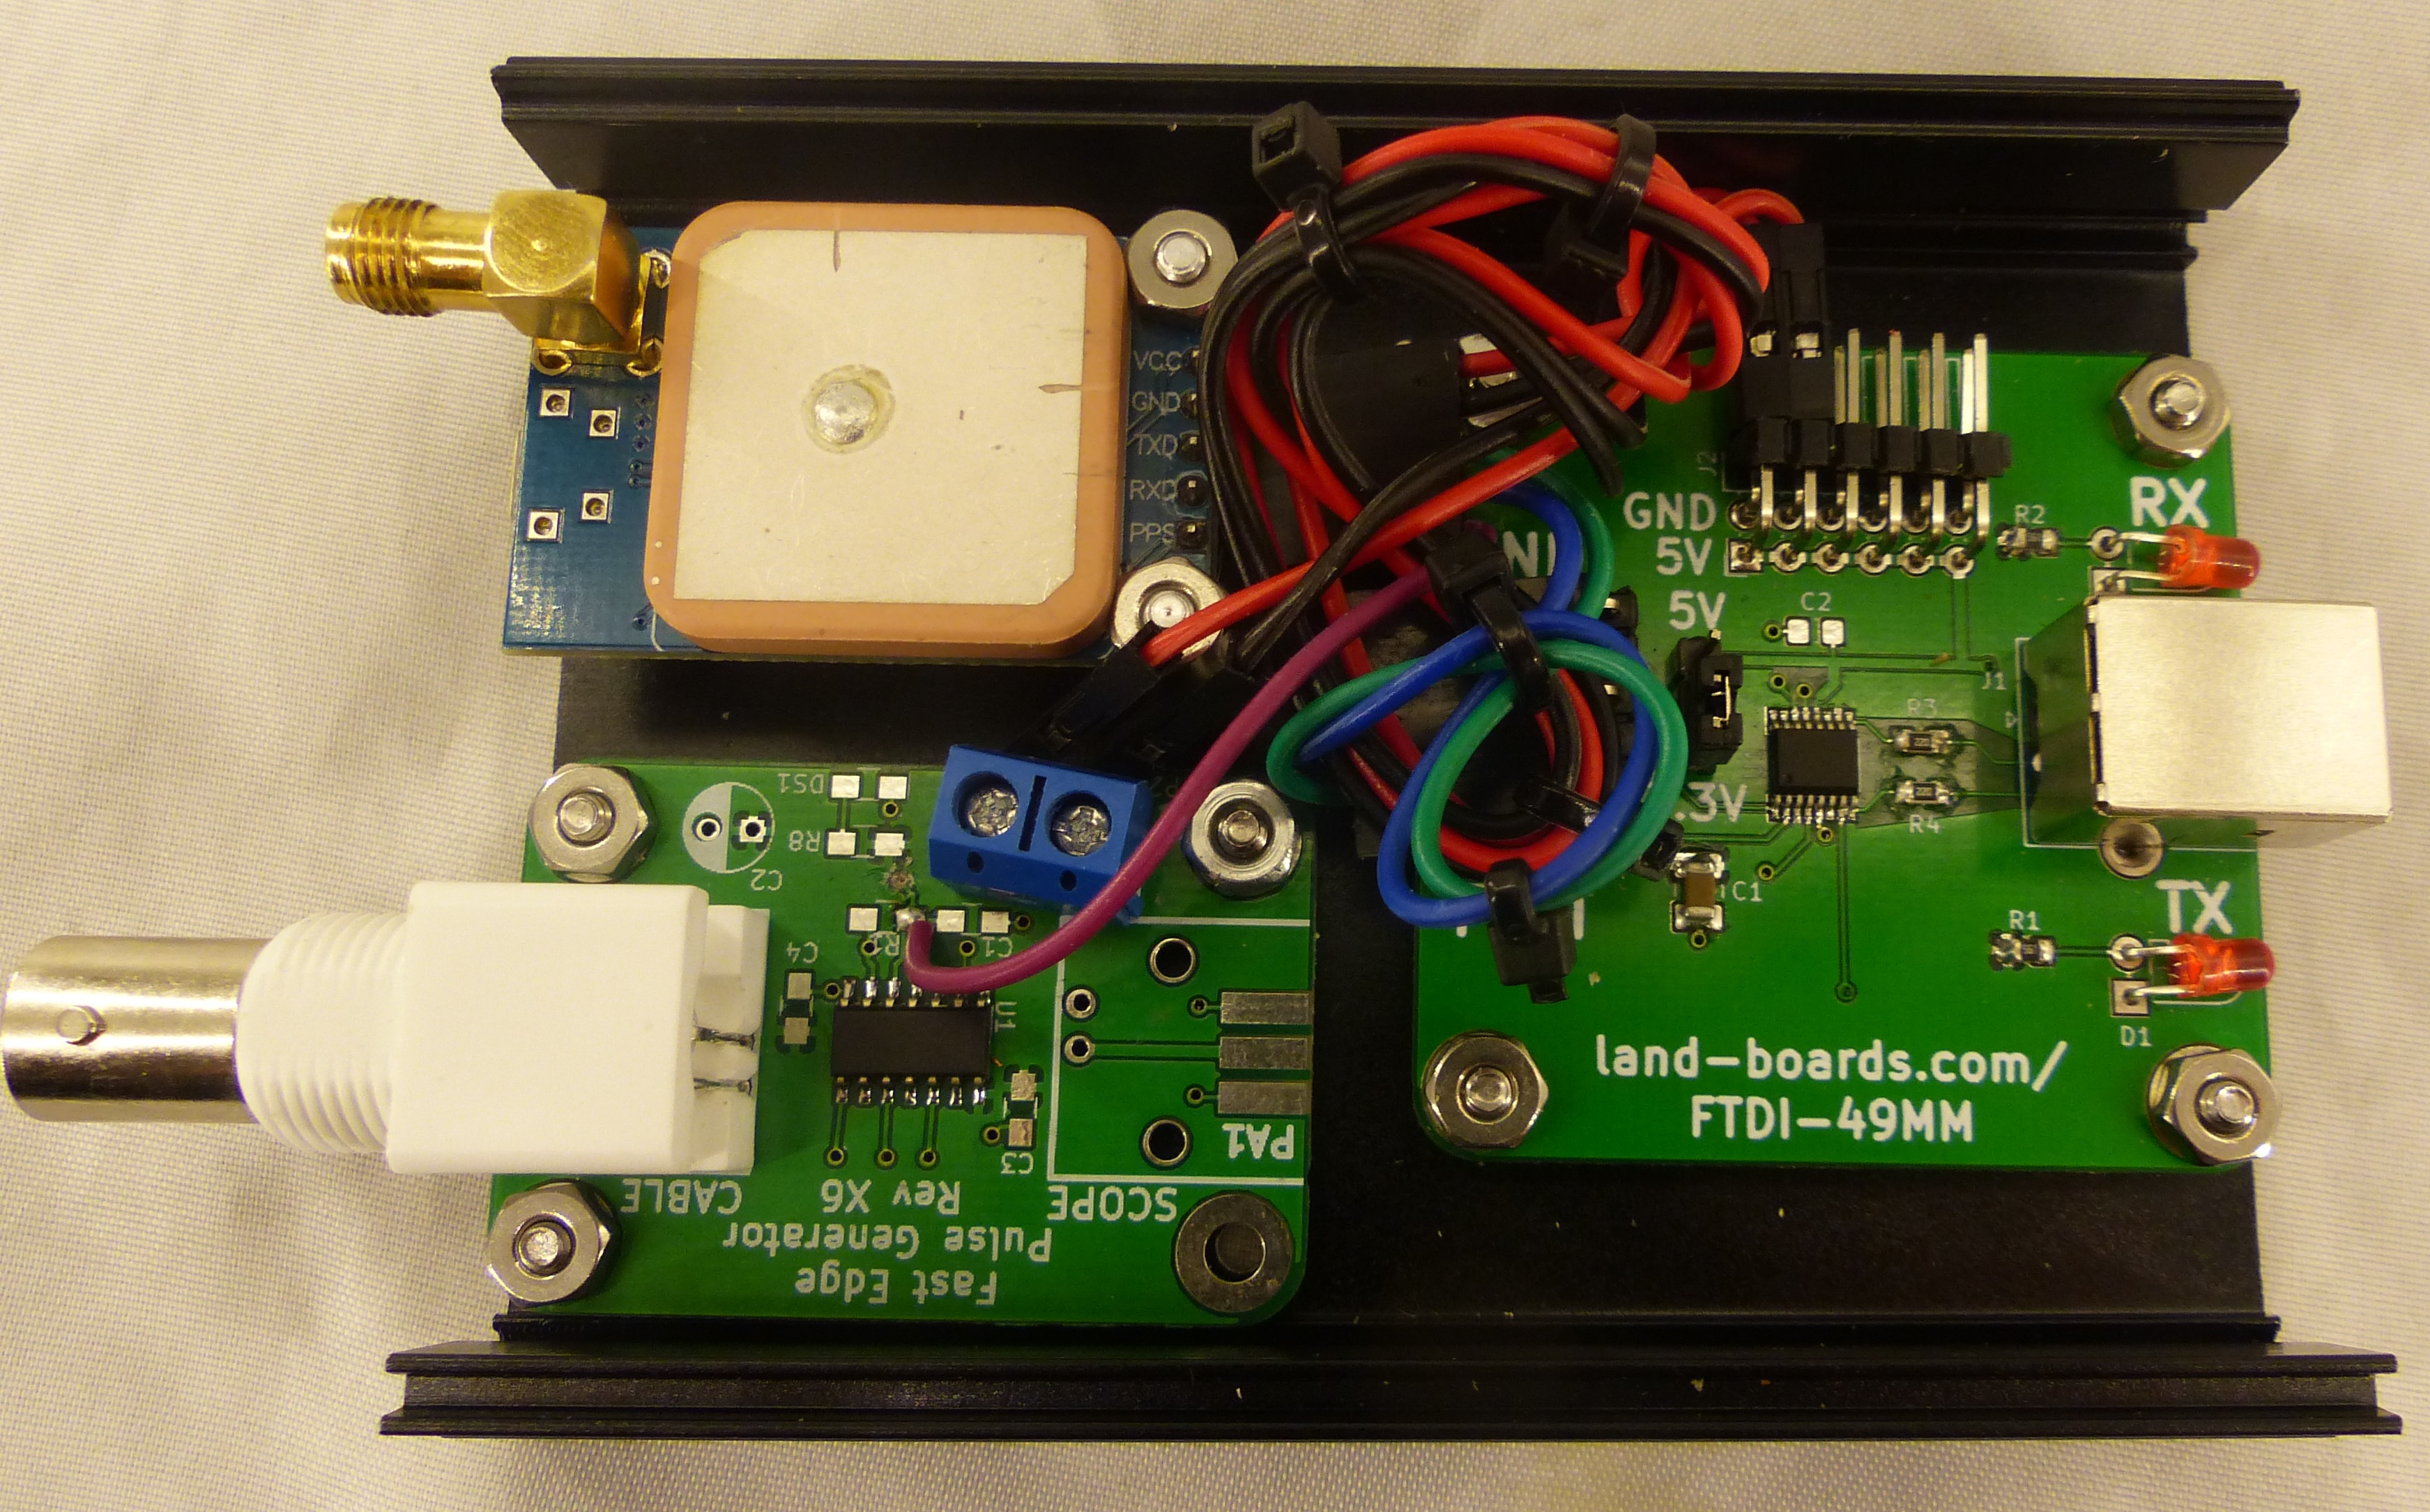 VCC
GND
TXD
RXD
PPS
J2
GND
5V
5V
.3V
C2
R2
RX
J1
R3
R4
C1
R1
TX
D1
land-boards.com/
FTDI-49MM
DS1
R8
C2
C4
C1
U1
C3
PA1
CABLE
SCOPE
Rev X6
Fast Edge
Pulse Generator